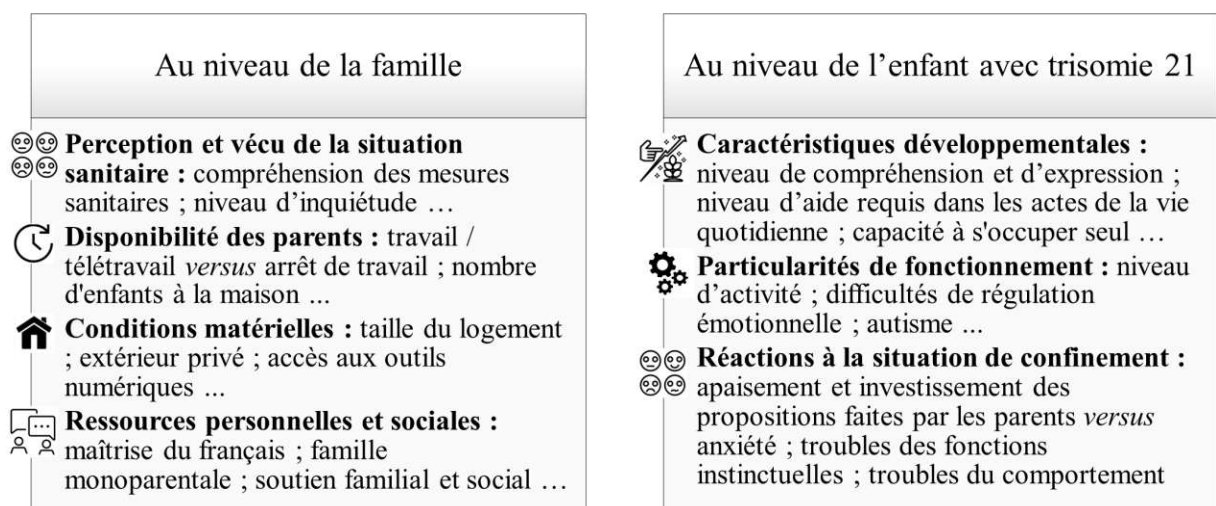 Au niveau de la famille
Perception et vécu de la situation
sanitaire : compréhension des mesures
sanitaires ; niveau d’inquiétude …
Disponibilité des parents : travail /
télétravail versus arrêt de travail ; nombre
d'enfants à la maison ...
Conditions matérielles : taille du logement
; extérieur privé ; accès aux outils
numériques ...
Ressources personnelles et sociales :
maîtrise du français ; famille
monoparentale ; soutien familial et social …
Au niveau de l’enfant avec trisomie 21
Caractéristiques développementales :
niveau de compréhension et d’expression ;
niveau d’aide requis dans les actes de la vie
quotidienne ; capacité à s'occuper seul …
Particularités de fonctionnement : niveau
d’activité ; difficultés de régulation
émotionnelle ; autisme ...
Réactions à la situation de confinement :
apaisement et investissement des
propositions faites par les parents versus
anxiété ; troubles des fonctions
instinctuelles ; troubles du comportement